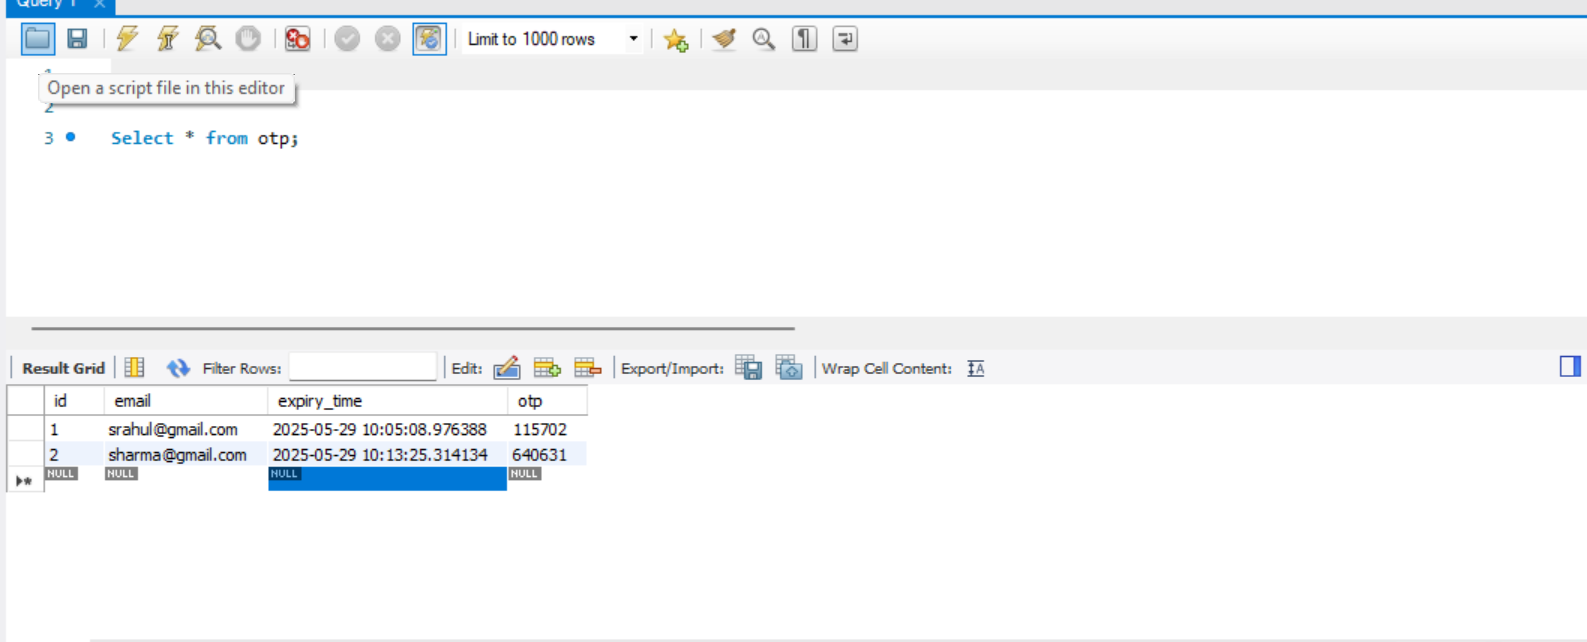 Query 1 ×
Limit to 1000 rows
Open a script file in this editor
2
3 Select * from otp;
Result Grid Filter Rows: Edit: Export/Import: Wrap Cell Content:
id email expiry_time otp
1 srahul@gmail.com 2025-05-29 10:05:08.976388 115702
2 sharma@gmail.com 2025-05-29 10:13:25.314134 640631
NULL NULL NULL NULL